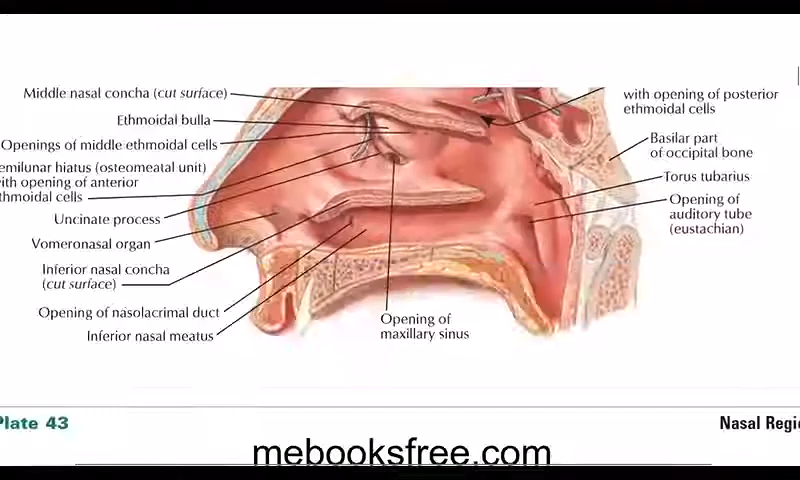 Middle nasal concha (cut surface)
Ethmoidal bulla
Openings of middle ethmoidal cells
emilunar hiatus (osteomeatal unit)
ith opening of anterior
thmoidal cells
Uncinate process
Vomeronasal organ
Inferior nasal concha
(cut surface)
Opening of nasolacrimal duct
Inferior nasal meatus
Opening of
maxillary sinus
with opening of posterior
ethmoidal cells
Basilar part
of occipital bone
Torus tubarius
Opening of
auditory tube
(eustachian)
Plate 43
Nasal Regio
mebooksfree.com